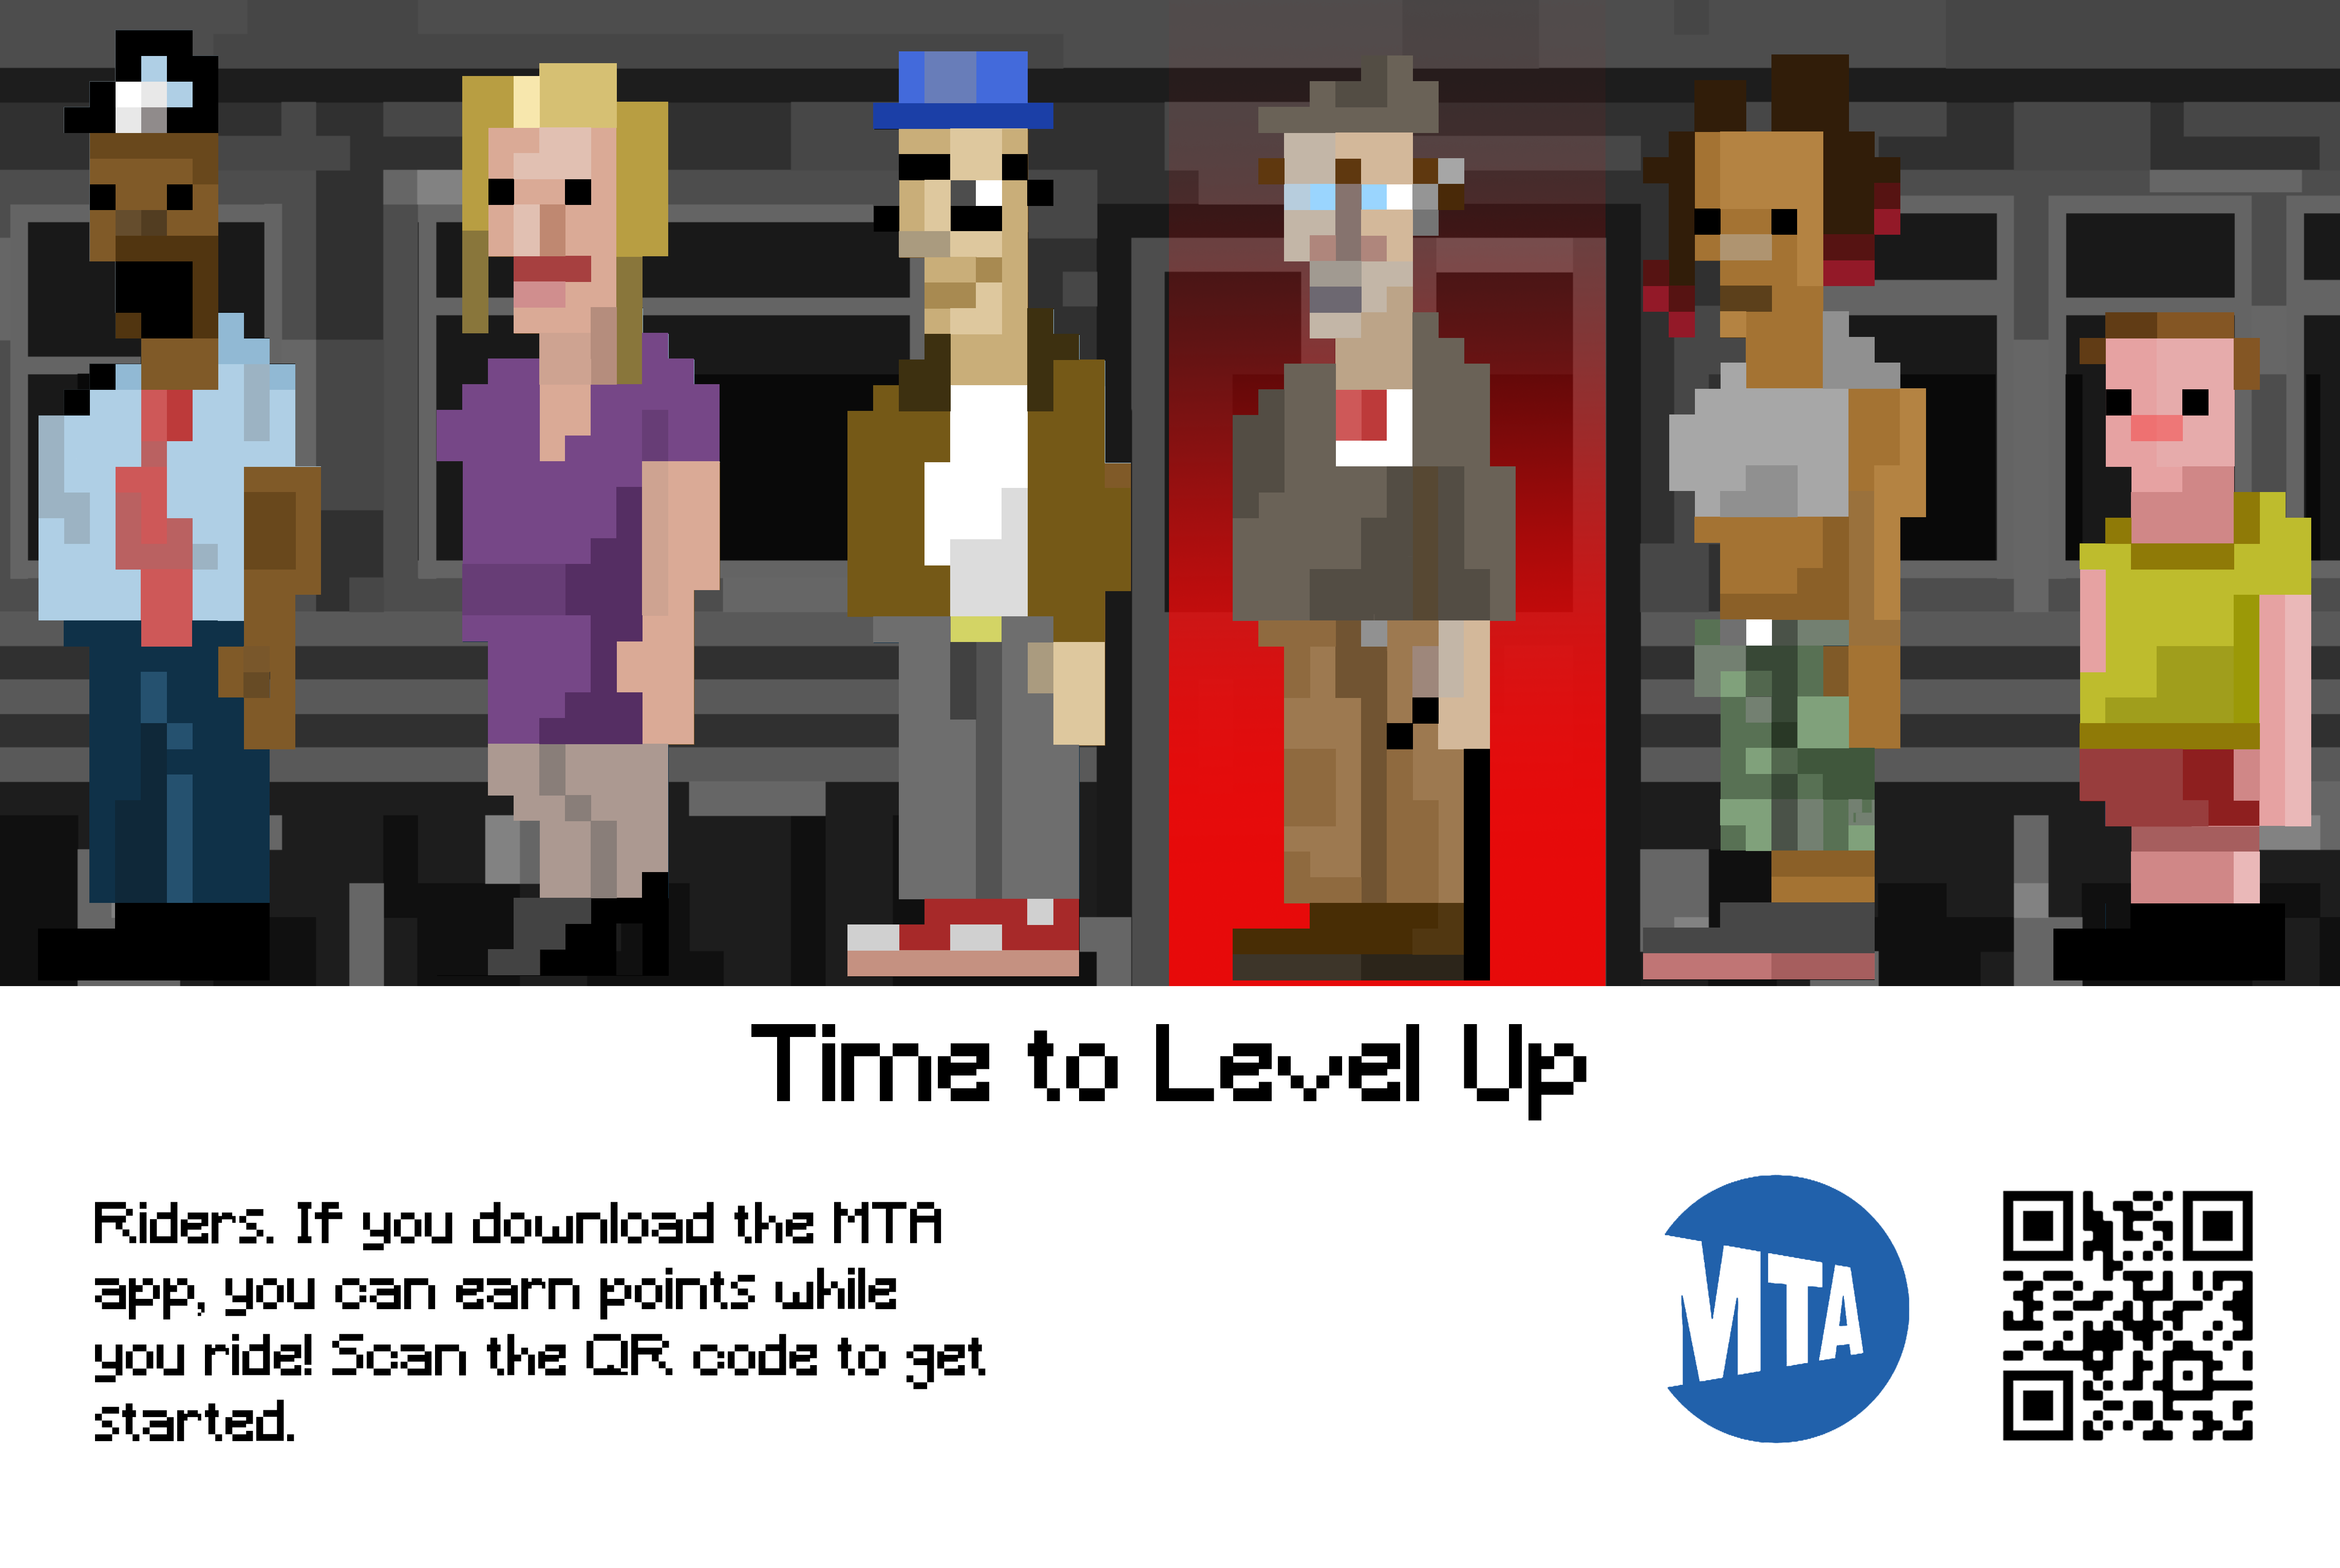 Time to Level Up
Riders. If you download the MTA
app, you can earn points while
you ride! Scan the QR code to get
started.
MTA